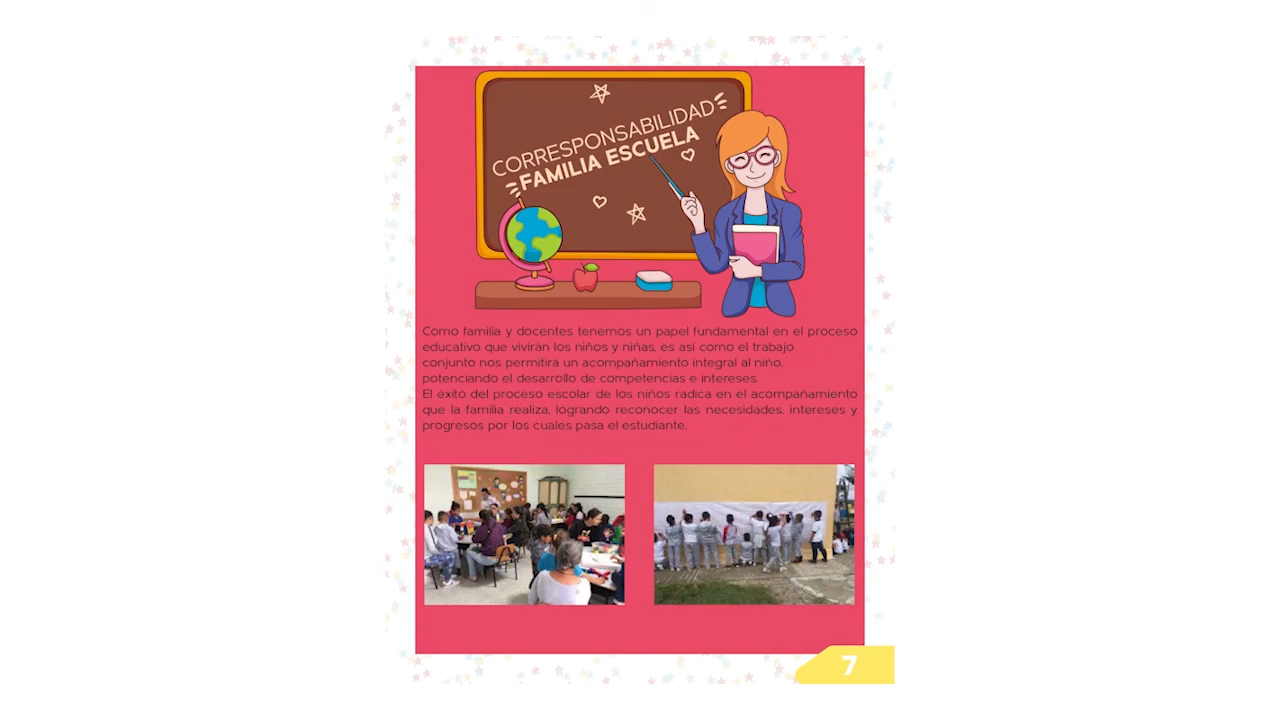 CORRESPONSABILIDAD
FAMILIA ESCUELA
Como familia y docentes tenemos un papel fundamental en el proceso
educativo que vivirán los niños y niñas, es así como el trabajo
conjunto nos permitirá un acompañamiento integral al niño,
potenciando el desarrollo de competencias e intereses.
El éxito del proceso escolar de los niños radica en el acompañamiento
que la familia realiza, logrando reconocer las necesidades, intereses y
progresos por los cuales pasa el estudiante.
7